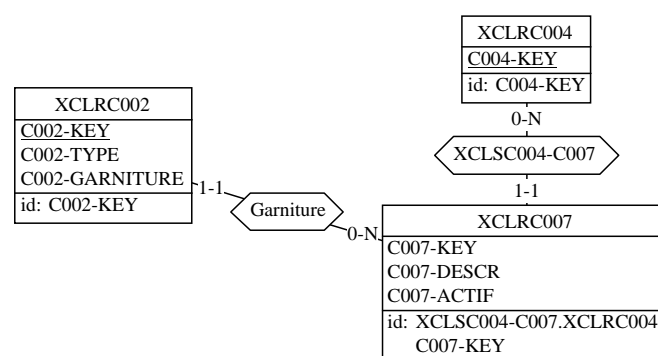 XCLRC004
C004-KEY
id: C004-KEY
0-N
XCLSC004-C007
1-1
XCLRC002
C002-KEY
C002-TYPE
C002-GARNITURE
id: C002-KEY
1-1
Garniture
0-N
XCLRC007
C007-KEY
C007-DESCR
C007-ACTIF
id: XCLSC004-C007.XCLRC004
C007-KEY